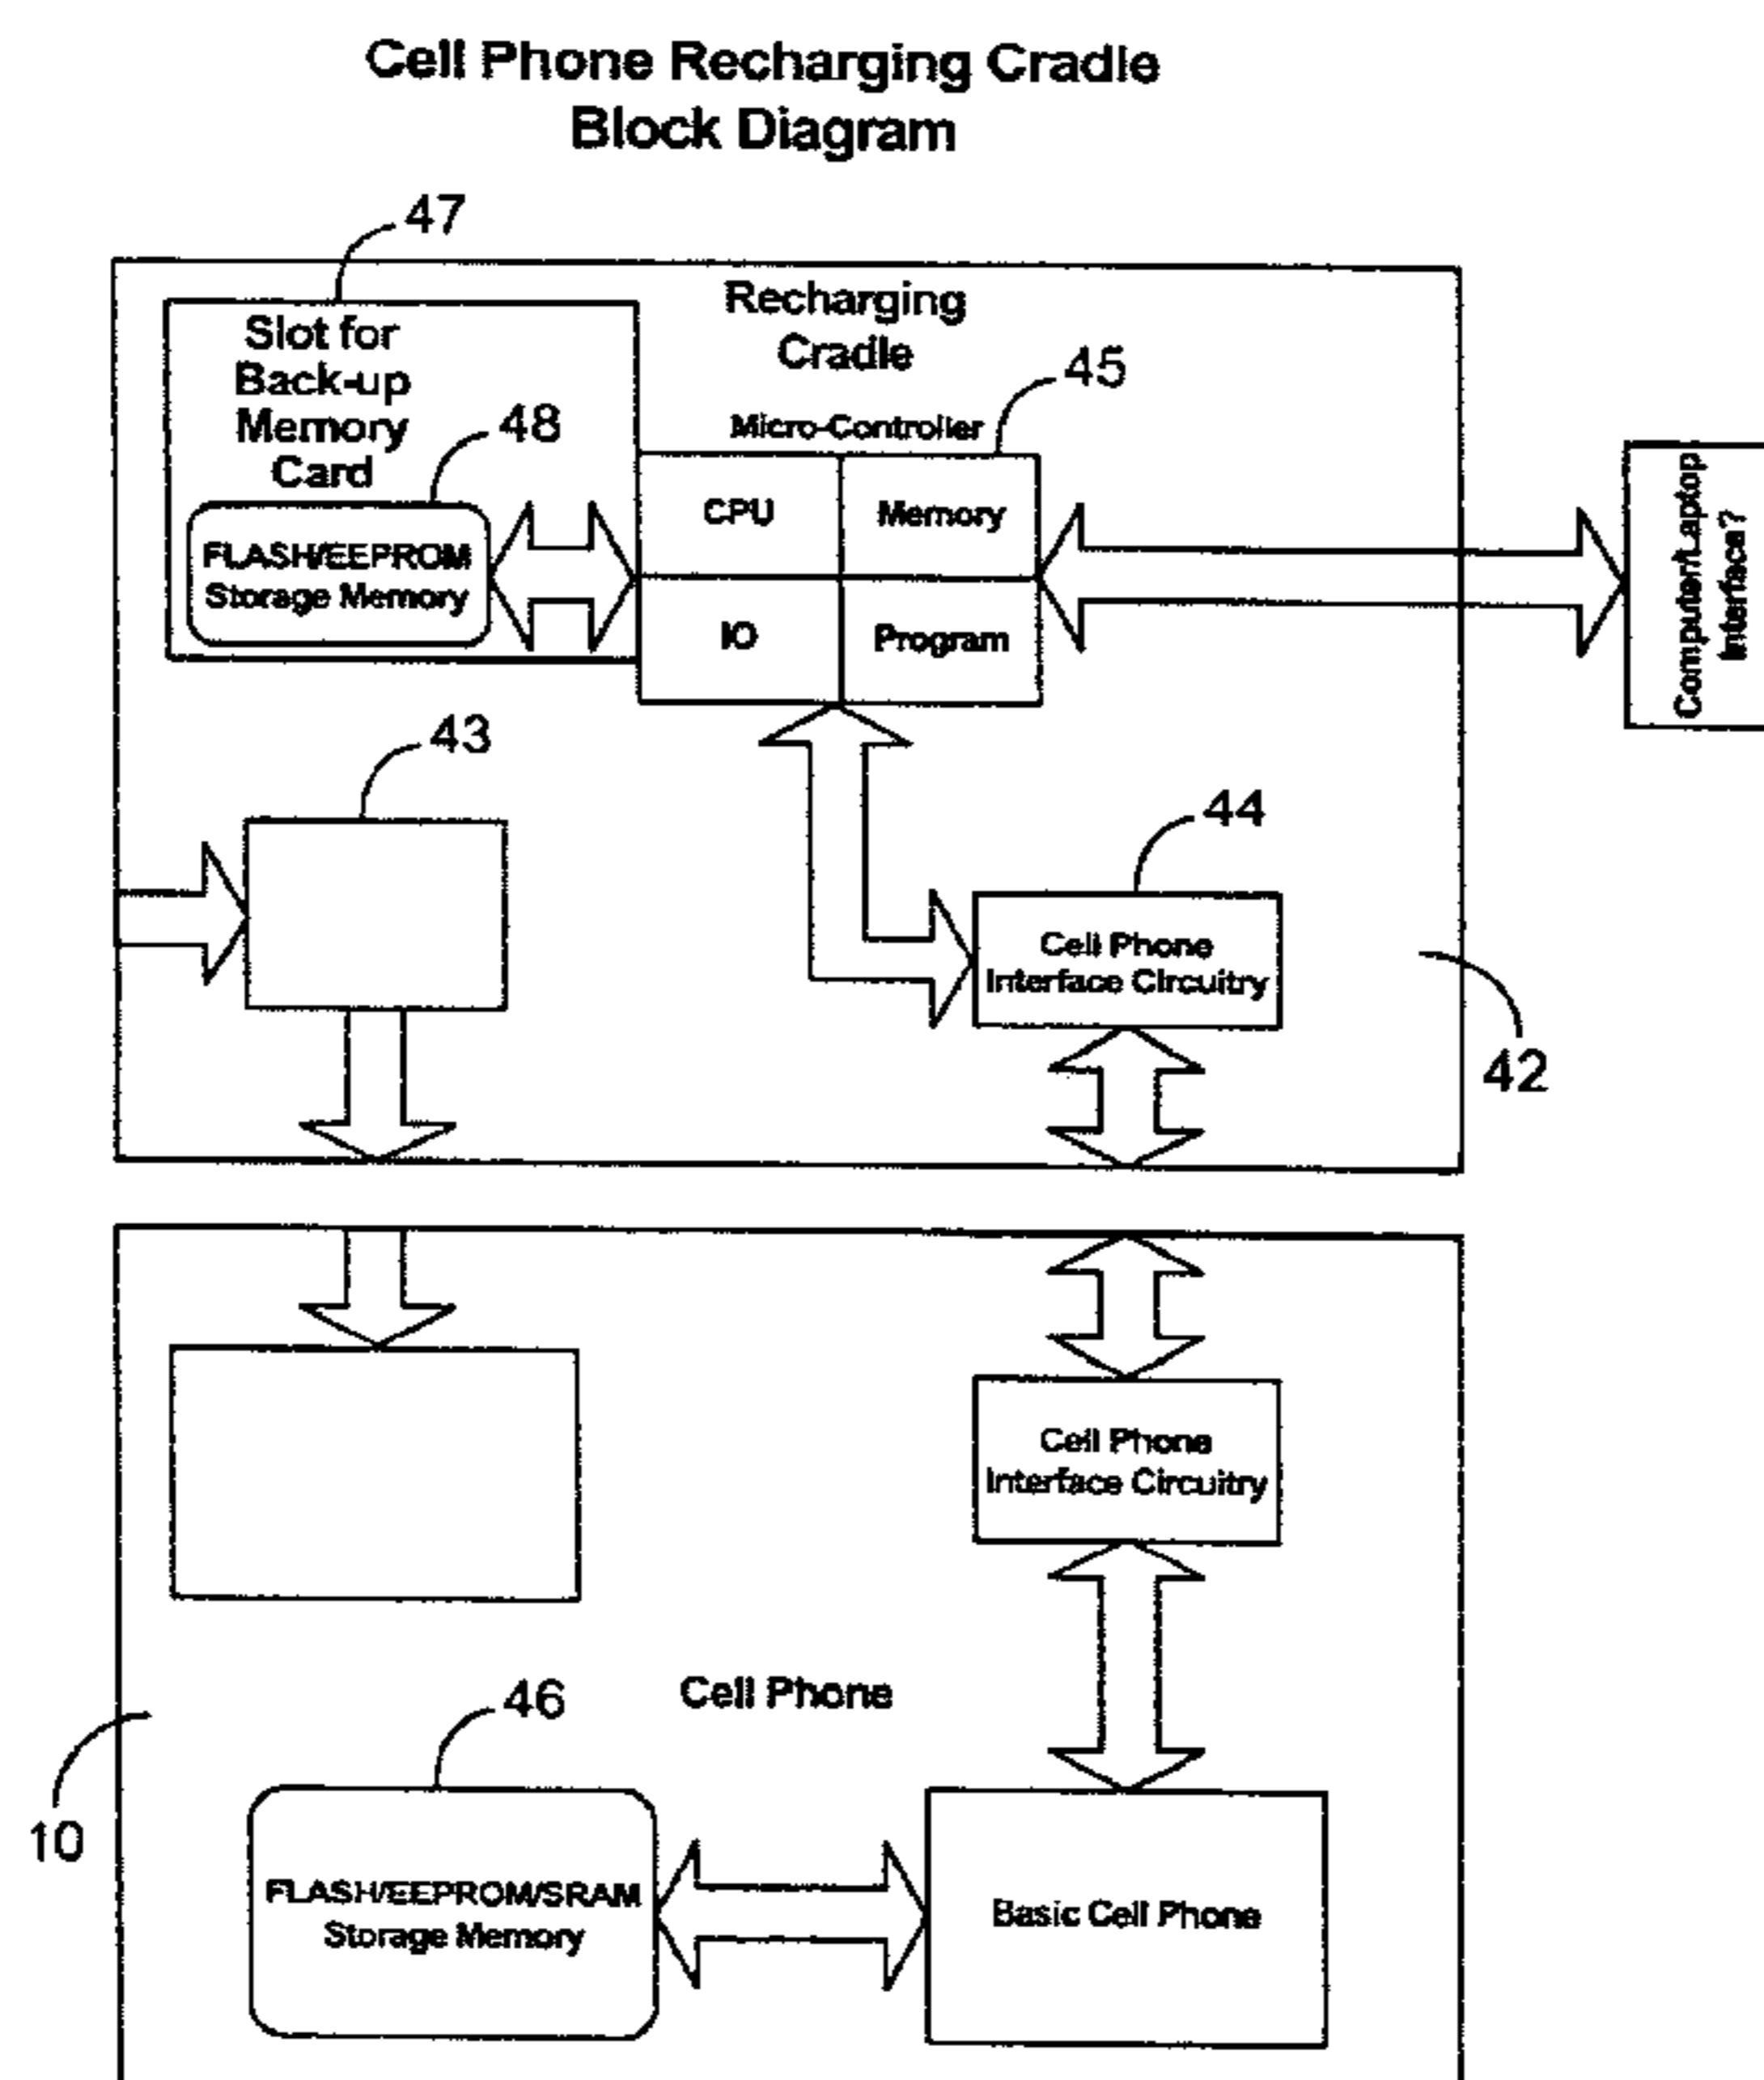 Cell Phone Recharging Cradle
Block Diagram
47
Recharging
Cradle
Slot for
Back-up
Memory
Card
48
FLASH/EEPROM
Storage Memory
45
Micro-Controller
CPU
Memory
IO
Program
Computer/Laptop
Interface?
43
44
Cell Phone
Interface Circuitry
42
Cell Phone
Interface Circuitry
Cell Phone
10
46
FLASH/EEPROM/SRAM
Storage Memory
Basic Cell Phone